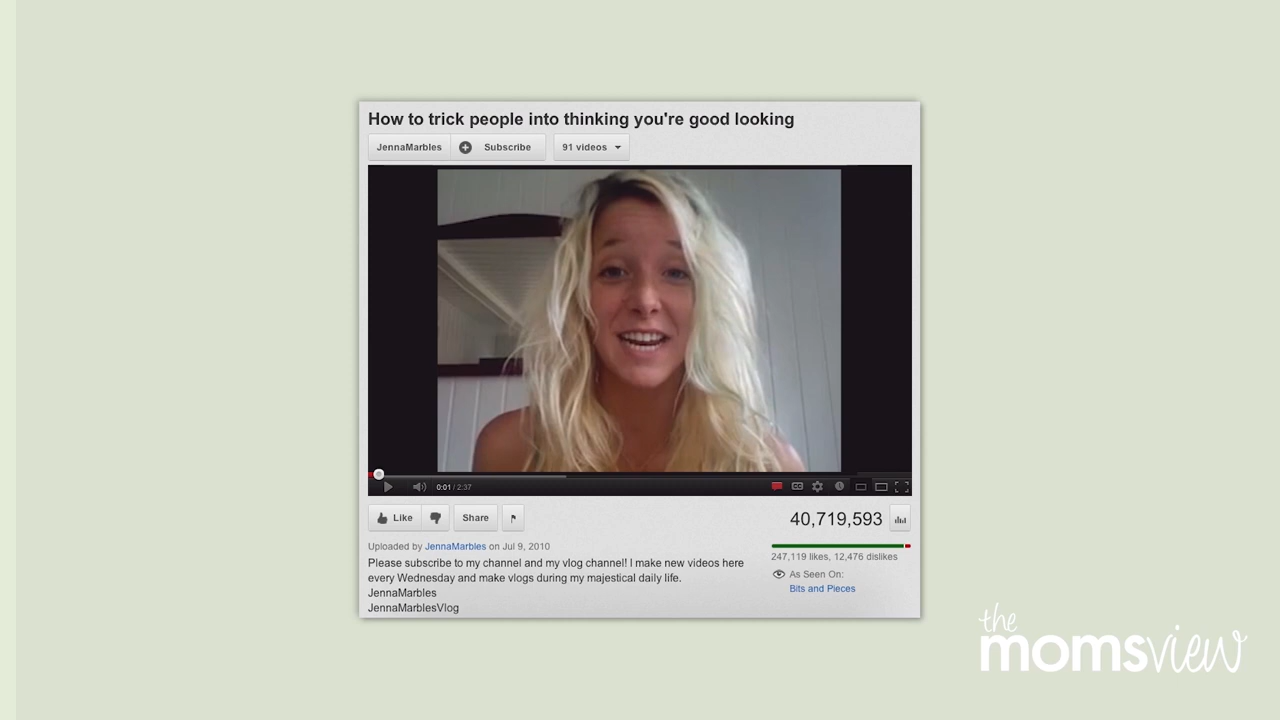 How to trick people into thinking you're good looking
JennaMarbles Subscribe 91 videos
0:01 / 2:37 CC
Like Share 40,719,593
Uploaded by JennaMarbles on Jul 9, 2010
247,119 likes, 12,476 dislikes
Please subscribe to my channel and my vlog channel! I make new videos here
every Wednesday and make vlogs during my majestical daily life.
As Seen On:
Bits and Pieces
JennaMarbles
JennaMarblesVlog
the
momsview